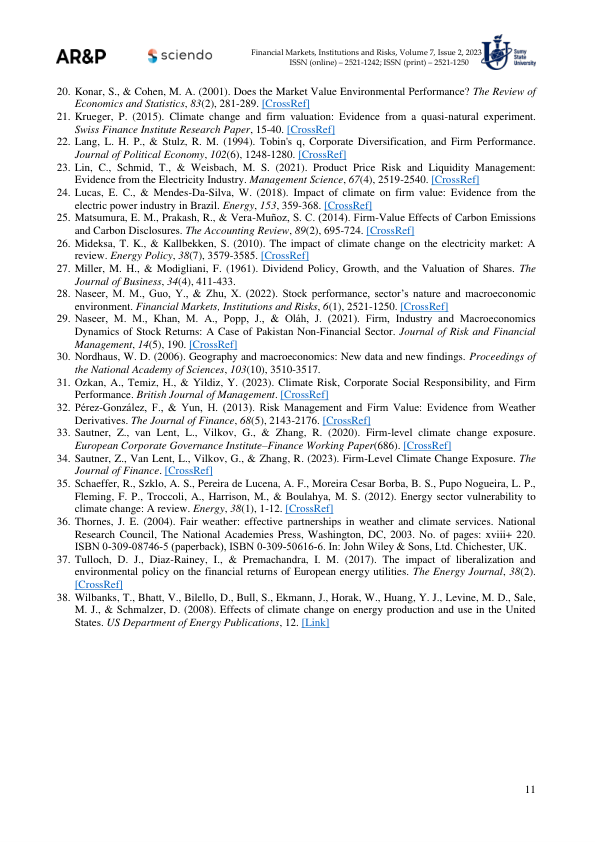 AR&P
sciendo
Financial Markets, Institutions and Risks, Volume 7, Issue 2, 2023
ISSN (online) – 2521-1242; ISSN (print) – 2521-1250
Sumy
State
University
20. Konar, S., & Cohen, M. A. (2001). Does the Market Value Environmental Performance? The Review of
Economics and Statistics, 83(2), 281-289. [CrossRef]
21. Krueger, P. (2015). Climate change and firm valuation: Evidence from a quasi-natural experiment.
Swiss Finance Institute Research Paper, 15-40. [CrossRef]
22. Lang, L. H. P., & Stulz, R. M. (1994). Tobin's q, Corporate Diversification, and Firm Performance.
Journal of Political Economy, 102(6), 1248-1280. [CrossRef]
23. Lin, C., Schmid, T., & Weisbach, M. S. (2021). Product Price Risk and Liquidity Management:
Evidence from the Electricity Industry. Management Science, 67(4), 2519-2540. [CrossRef]
24. Lucas, E. C., & Mendes-Da-Silva, W. (2018). Impact of climate on firm value: Evidence from the
electric power industry in Brazil. Energy, 153, 359-368. [CrossRef]
25. Matsumura, E. M., Prakash, R., & Vera-Muñoz, S. C. (2014). Firm-Value Effects of Carbon Emissions
and Carbon Disclosures. The Accounting Review, 89(2), 695-724. [CrossRef]
26. Mideksa, T. K., & Kallbekken, S. (2010). The impact of climate change on the electricity market: A
review. Energy Policy, 38(7), 3579-3585. [CrossRef]
27. Miller, M. H., & Modigliani, F. (1961). Dividend Policy, Growth, and the Valuation of Shares. The
Journal of Business, 34(4), 411-433.
28. Naseer, M. M., Guo, Y., & Zhu, X. (2022). Stock performance, sector's nature and macroeconomic
environment. Financial Markets, Institutions and Risks, 6(1), 2521-1250. [CrossRef]
29. Naseer, M. M., Khan, M. A., Popp, J., & Oláh, J. (2021). Firm, Industry and Macroeconomics
Dynamics of Stock Returns: A Case of Pakistan Non-Financial Sector. Journal of Risk and Financial
Management, 14(5), 190. [CrossRef]
30. Nordhaus, W. D. (2006). Geography and macroeconomics: New data and new findings. Proceedings of
the National Academy of Sciences, 103(10), 3510-3517.
31. Ozkan, A., Temiz, H., & Yildiz, Y. (2023). Climate Risk, Corporate Social Responsibility, and Firm
Performance. British Journal of Management. [CrossRef]
32. Pérez-González, F., & Yun, H. (2013). Risk Management and Firm Value: Evidence from Weather
Derivatives. The Journal of Finance, 68(5), 2143-2176. [CrossRef]
33. Sautner, Z., van Lent, L., Vilkov, G., & Zhang, R. (2020). Firm-level climate change exposure.
European Corporate Governance Institute–Finance Working Paper(686). [CrossRef]
34. Sautner, Z., Van Lent, L., Vilkov, G., & Zhang, R. (2023). Firm-Level Climate Change Exposure. The
Journal of Finance. [CrossRef]
35. Schaeffer, R., Szklo, A. S., Pereira de Lucena, A. F., Moreira Cesar Borba, B. S., Pupo Nogueira, L. P.,
Fleming, F. P., Troccoli, A., Harrison, M., & Boulahya, M. S. (2012). Energy sector vulnerability to
climate change: A review. Energy, 38(1), 1-12. [CrossRef]
36. Thornes, J. E. (2004). Fair weather: effective partnerships in weather and climate services. National
Research Council, The National Academies Press, Washington, DC, 2003. No. of pages: xviii+ 220.
ISBN 0-309-08746-5 (paperback), ISBN 0-309-50616-6. In: John Wiley & Sons, Ltd. Chichester, UK.
37. Tulloch, D. J., Diaz-Rainey, I., & Premachandra, I. M. (2017). The impact of liberalization and
environmental policy on the financial returns of European energy utilities. The Energy Journal, 38(2).
[CrossRef]
38. Wilbanks, T., Bhatt, V., Bilello, D., Bull, S., Ekmann, J., Horak, W., Huang, Y. J., Levine, M. D., Sale,
M. J., & Schmalzer, D. (2008). Effects of climate change on energy production and use in the United
States. US Department of Energy Publications, 12. [Link]
11